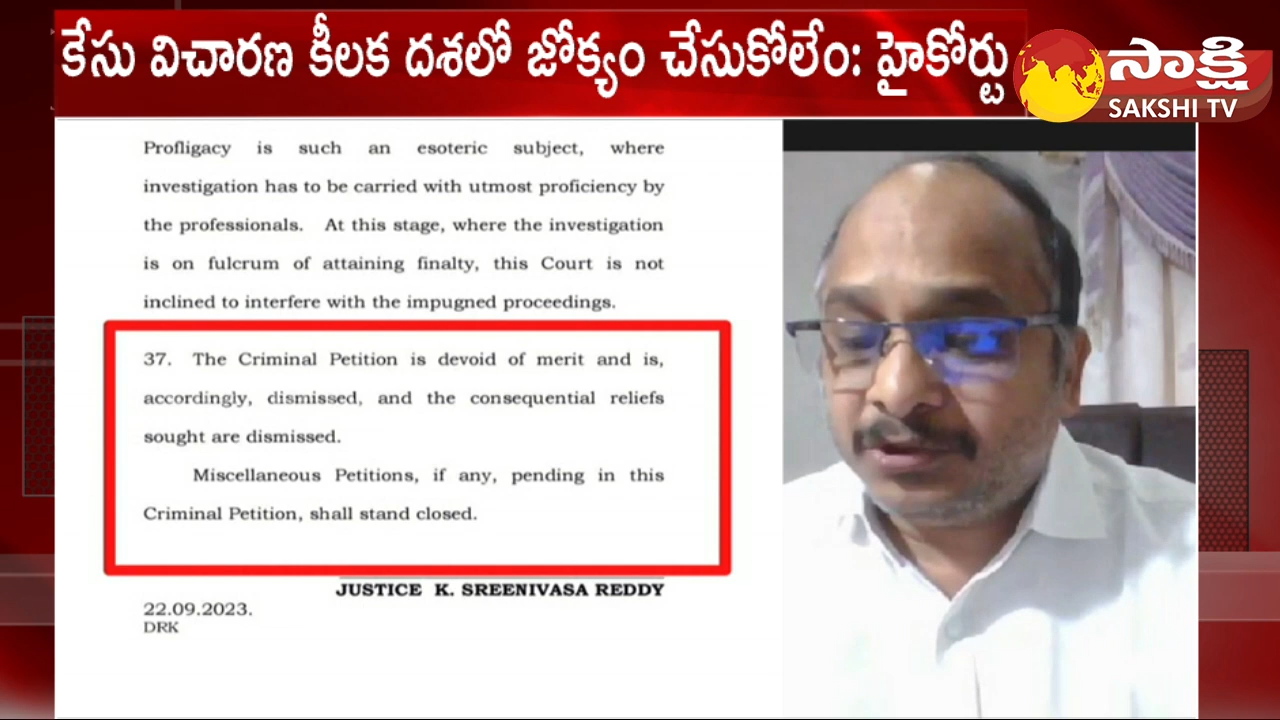 కేసు విచారణ కీలక దశలో జోక్యం చేసుకోలేం: హైకోర్టు
సాక్షి
SAKSHI TV
Profligacy is such an esoteric subject, where
investigation has to be carried with utmost proficiency by
the professionals. At this stage, where the investigation
is on fulcrum of attaining finalty, this Court is not
inclined to interfere with the impugned proceedings.
37. The Criminal Petition is devoid of merit and is,
accordingly, dismissed, and the consequential reliefs
sought are dismissed.
Miscellaneous Petitions, if any, pending in this
Criminal Petition, shall stand closed.
JUSTICE K. SREENIVASA REDDY
22.09.2023.
DRK